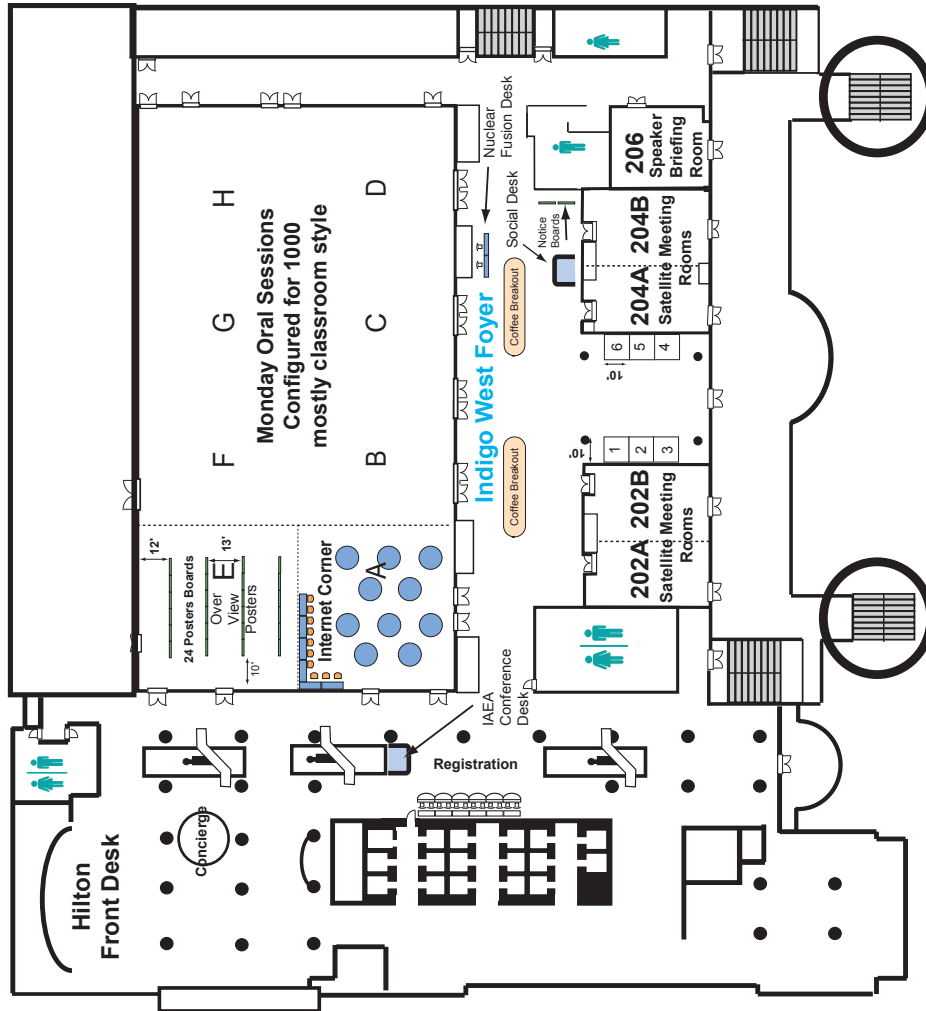 Nuclear
Fusion Desk
Social Desk
Notice
Boards
206
Speaker
Briefing
Room
204A 204B
Satellite Meeting
Rooms
H
D
G
C
F
B
E
A
Monday Oral Sessions
Configured for 1000
mostly classroom style
Indigo West Foyer
Coffee Breakout
Coffee Breakout
6
5
4
10'
1
2
3
10'
202A 202B
Satellite Meeting
Rooms
12'
13'
10'
24 Posters Boards
Over
View
Posters
Internet Corner
IAEA
Conference
Desk
Registration
Concierge
Hilton
Front Desk